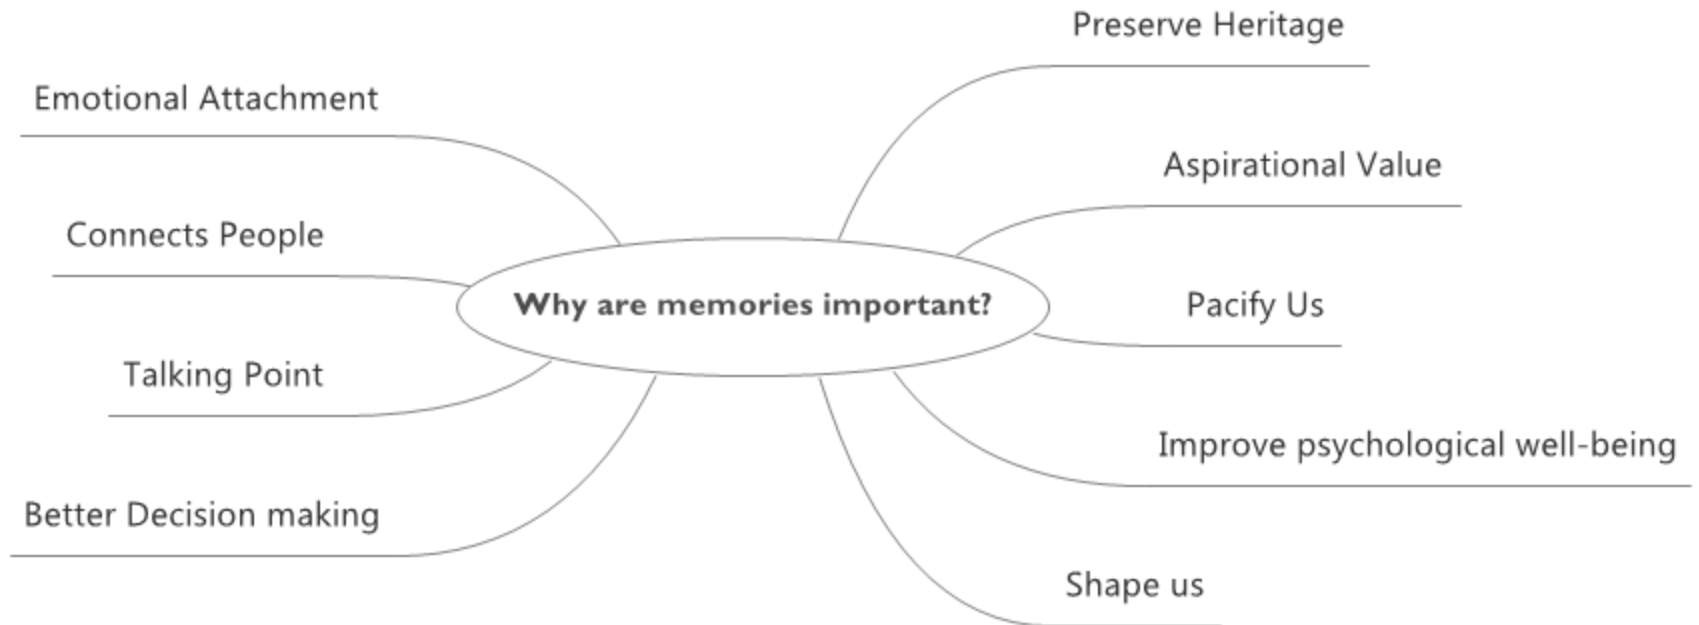 Preserve Heritage
Emotional Attachment
Aspirational Value
Connects People
Why are memories important?
Pacify Us
Talking Point
Improve psychological well-being
Better Decision making
Shape us